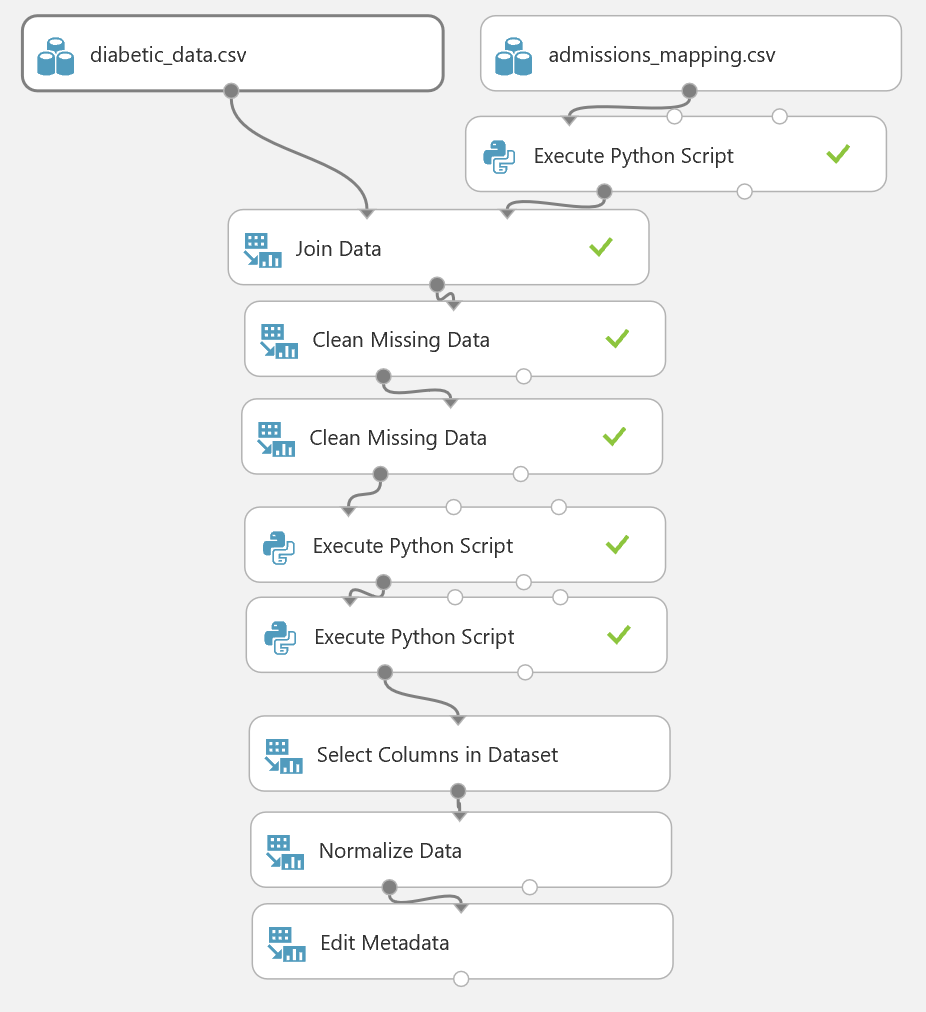 diabetic_data.csv
admissions_mapping.csv
Execute Python Script
Join Data
Clean Missing Data
Clean Missing Data
Execute Python Script
Execute Python Script
Select Columns in Dataset
Normalize Data
Edit Metadata